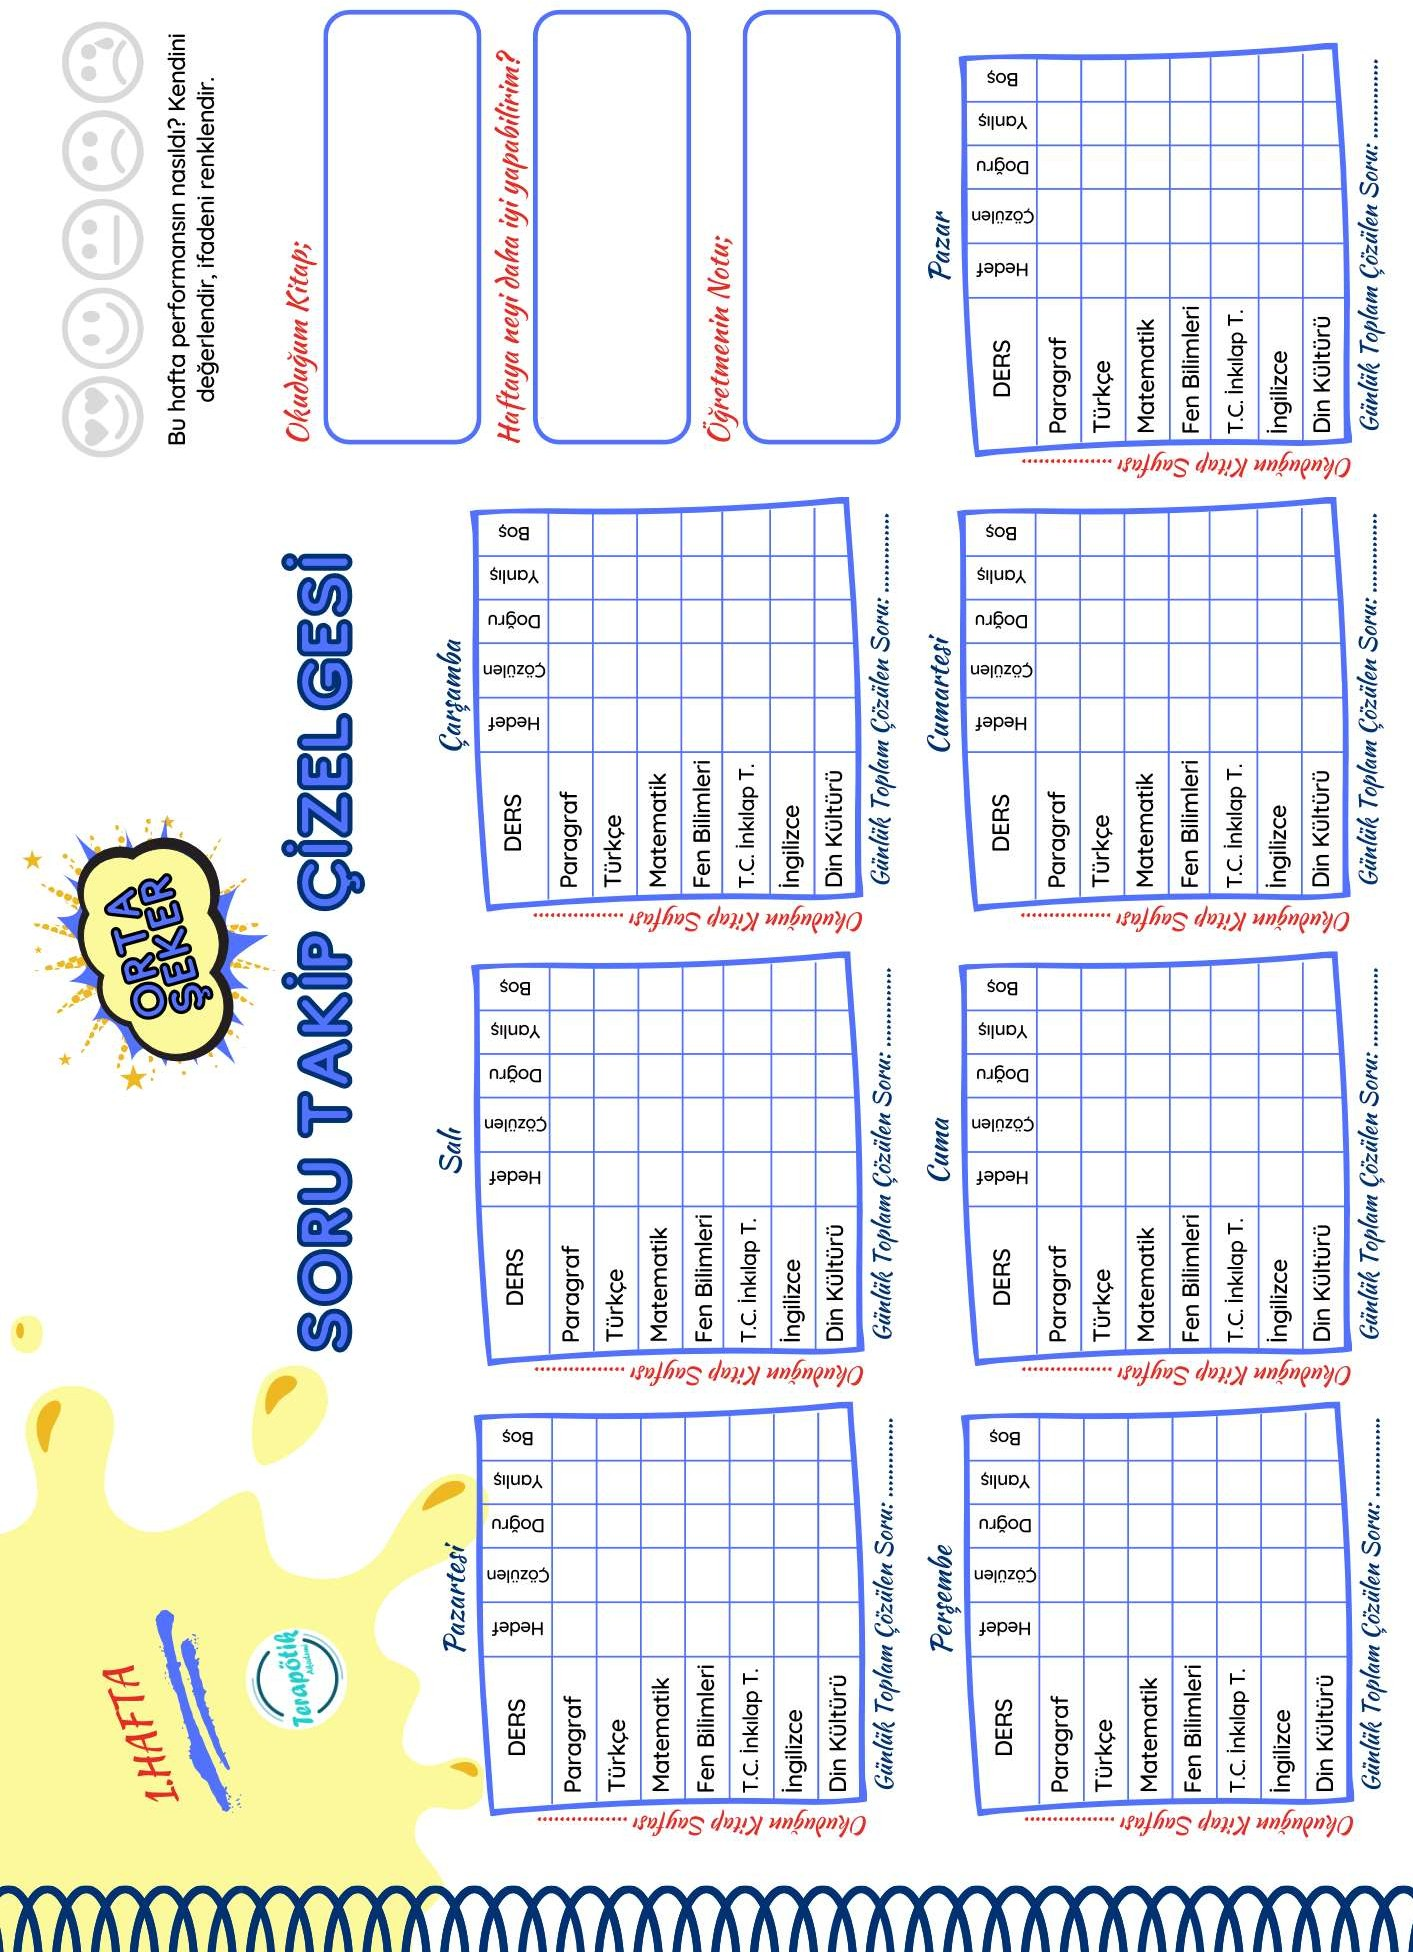 1.HAFTA
Terapötik
Akademi
ORTA
ŞEKER
SORU TAKİP ÇİZELGESİ
Bu hafta performansın nasıldı? Kendini
değerlendir, ifadeni renklendir.
Okuduğum Kitap;
Haftaya neyi daha iyi yapabilirim?
Öğretmenin Notu;
Pazartesi
DERS Hedef Çözülen Doğru Yanlış Boş
Paragraf
Türkçe
Matematik
Fen Bilimleri
T.C. İnkılap T.
İngilizce
Din Kültürü
Okuduğun Kitap Sayfası ................
Günlük Toplam Çözülen Soru: .............
Salı
DERS Hedef Çözülen Doğru Yanlış Boş
Paragraf
Türkçe
Matematik
Fen Bilimleri
T.C. İnkılap T.
İngilizce
Din Kültürü
Okuduğun Kitap Sayfası ................
Günlük Toplam Çözülen Soru: .............
Çarşamba
DERS Hedef Çözülen Doğru Yanlış Boş
Paragraf
Türkçe
Matematik
Fen Bilimleri
T.C. İnkılap T.
İngilizce
Din Kültürü
Okuduğun Kitap Sayfası ................
Günlük Toplam Çözülen Soru: .............
Perşembe
DERS Hedef Çözülen Doğru Yanlış Boş
Paragraf
Türkçe
Matematik
Fen Bilimleri
T.C. İnkılap T.
İngilizce
Din Kültürü
Okuduğun Kitap Sayfası ................
Günlük Toplam Çözülen Soru: .............
Cuma
DERS Hedef Çözülen Doğru Yanlış Boş
Paragraf
Türkçe
Matematik
Fen Bilimleri
T.C. İnkılap T.
İngilizce
Din Kültürü
Okuduğun Kitap Sayfası ................
Günlük Toplam Çözülen Soru: .............
Cumartesi
DERS Hedef Çözülen Doğru Yanlış Boş
Paragraf
Türkçe
Matematik
Fen Bilimleri
T.C. İnkılap T.
İngilizce
Din Kültürü
Okuduğun Kitap Sayfası ................
Günlük Toplam Çözülen Soru: .............
Pazar
DERS Hedef Çözülen Doğru Yanlış Boş
Paragraf
Türkçe
Matematik
Fen Bilimleri
T.C. İnkılap T.
İngilizce
Din Kültürü
Okuduğun Kitap Sayfası ................
Günlük Toplam Çözülen Soru: .............